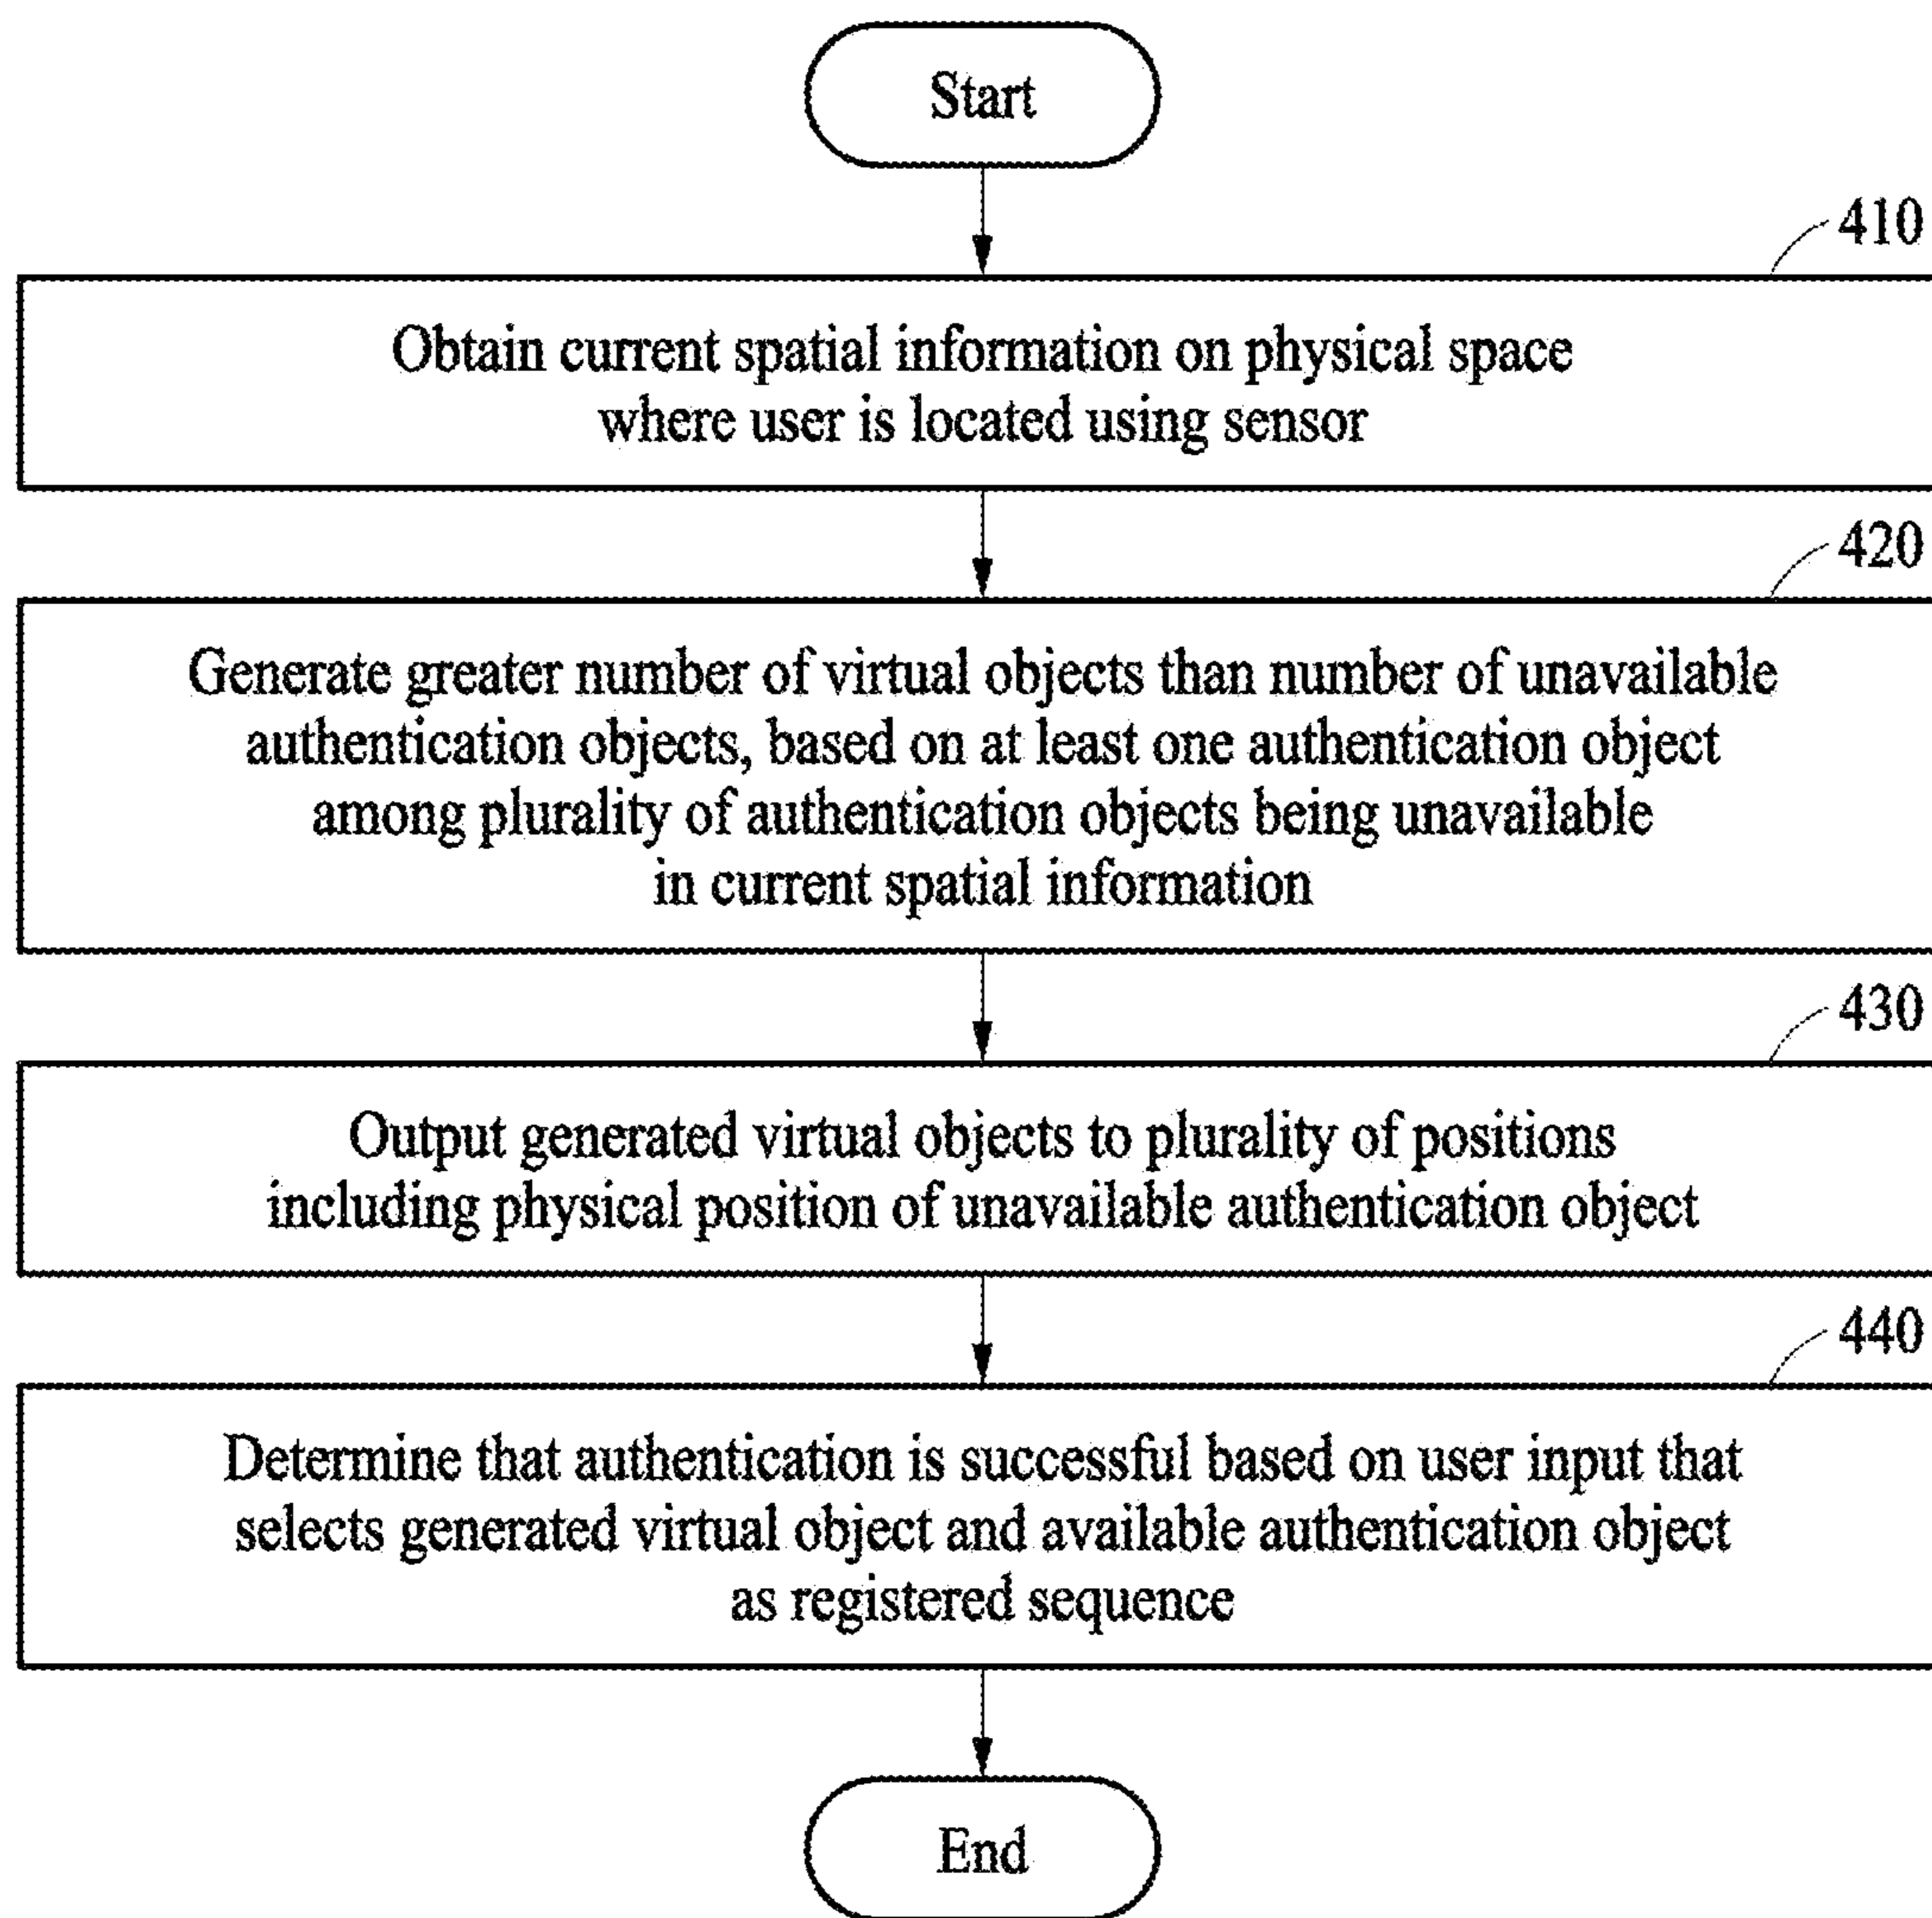 Start
410
Obtain current spatial information on physical space
where user is located using sensor
420
Generate greater number of virtual objects than number of unavailable
authentication objects, based on at least one authentication object
among plurality of authentication objects being unavailable
in current spatial information
430
Output generated virtual objects to plurality of positions
including physical position of unavailable authentication object
440
Determine that authentication is successful based on user input that
selects generated virtual object and available authentication object
as registered sequence
End